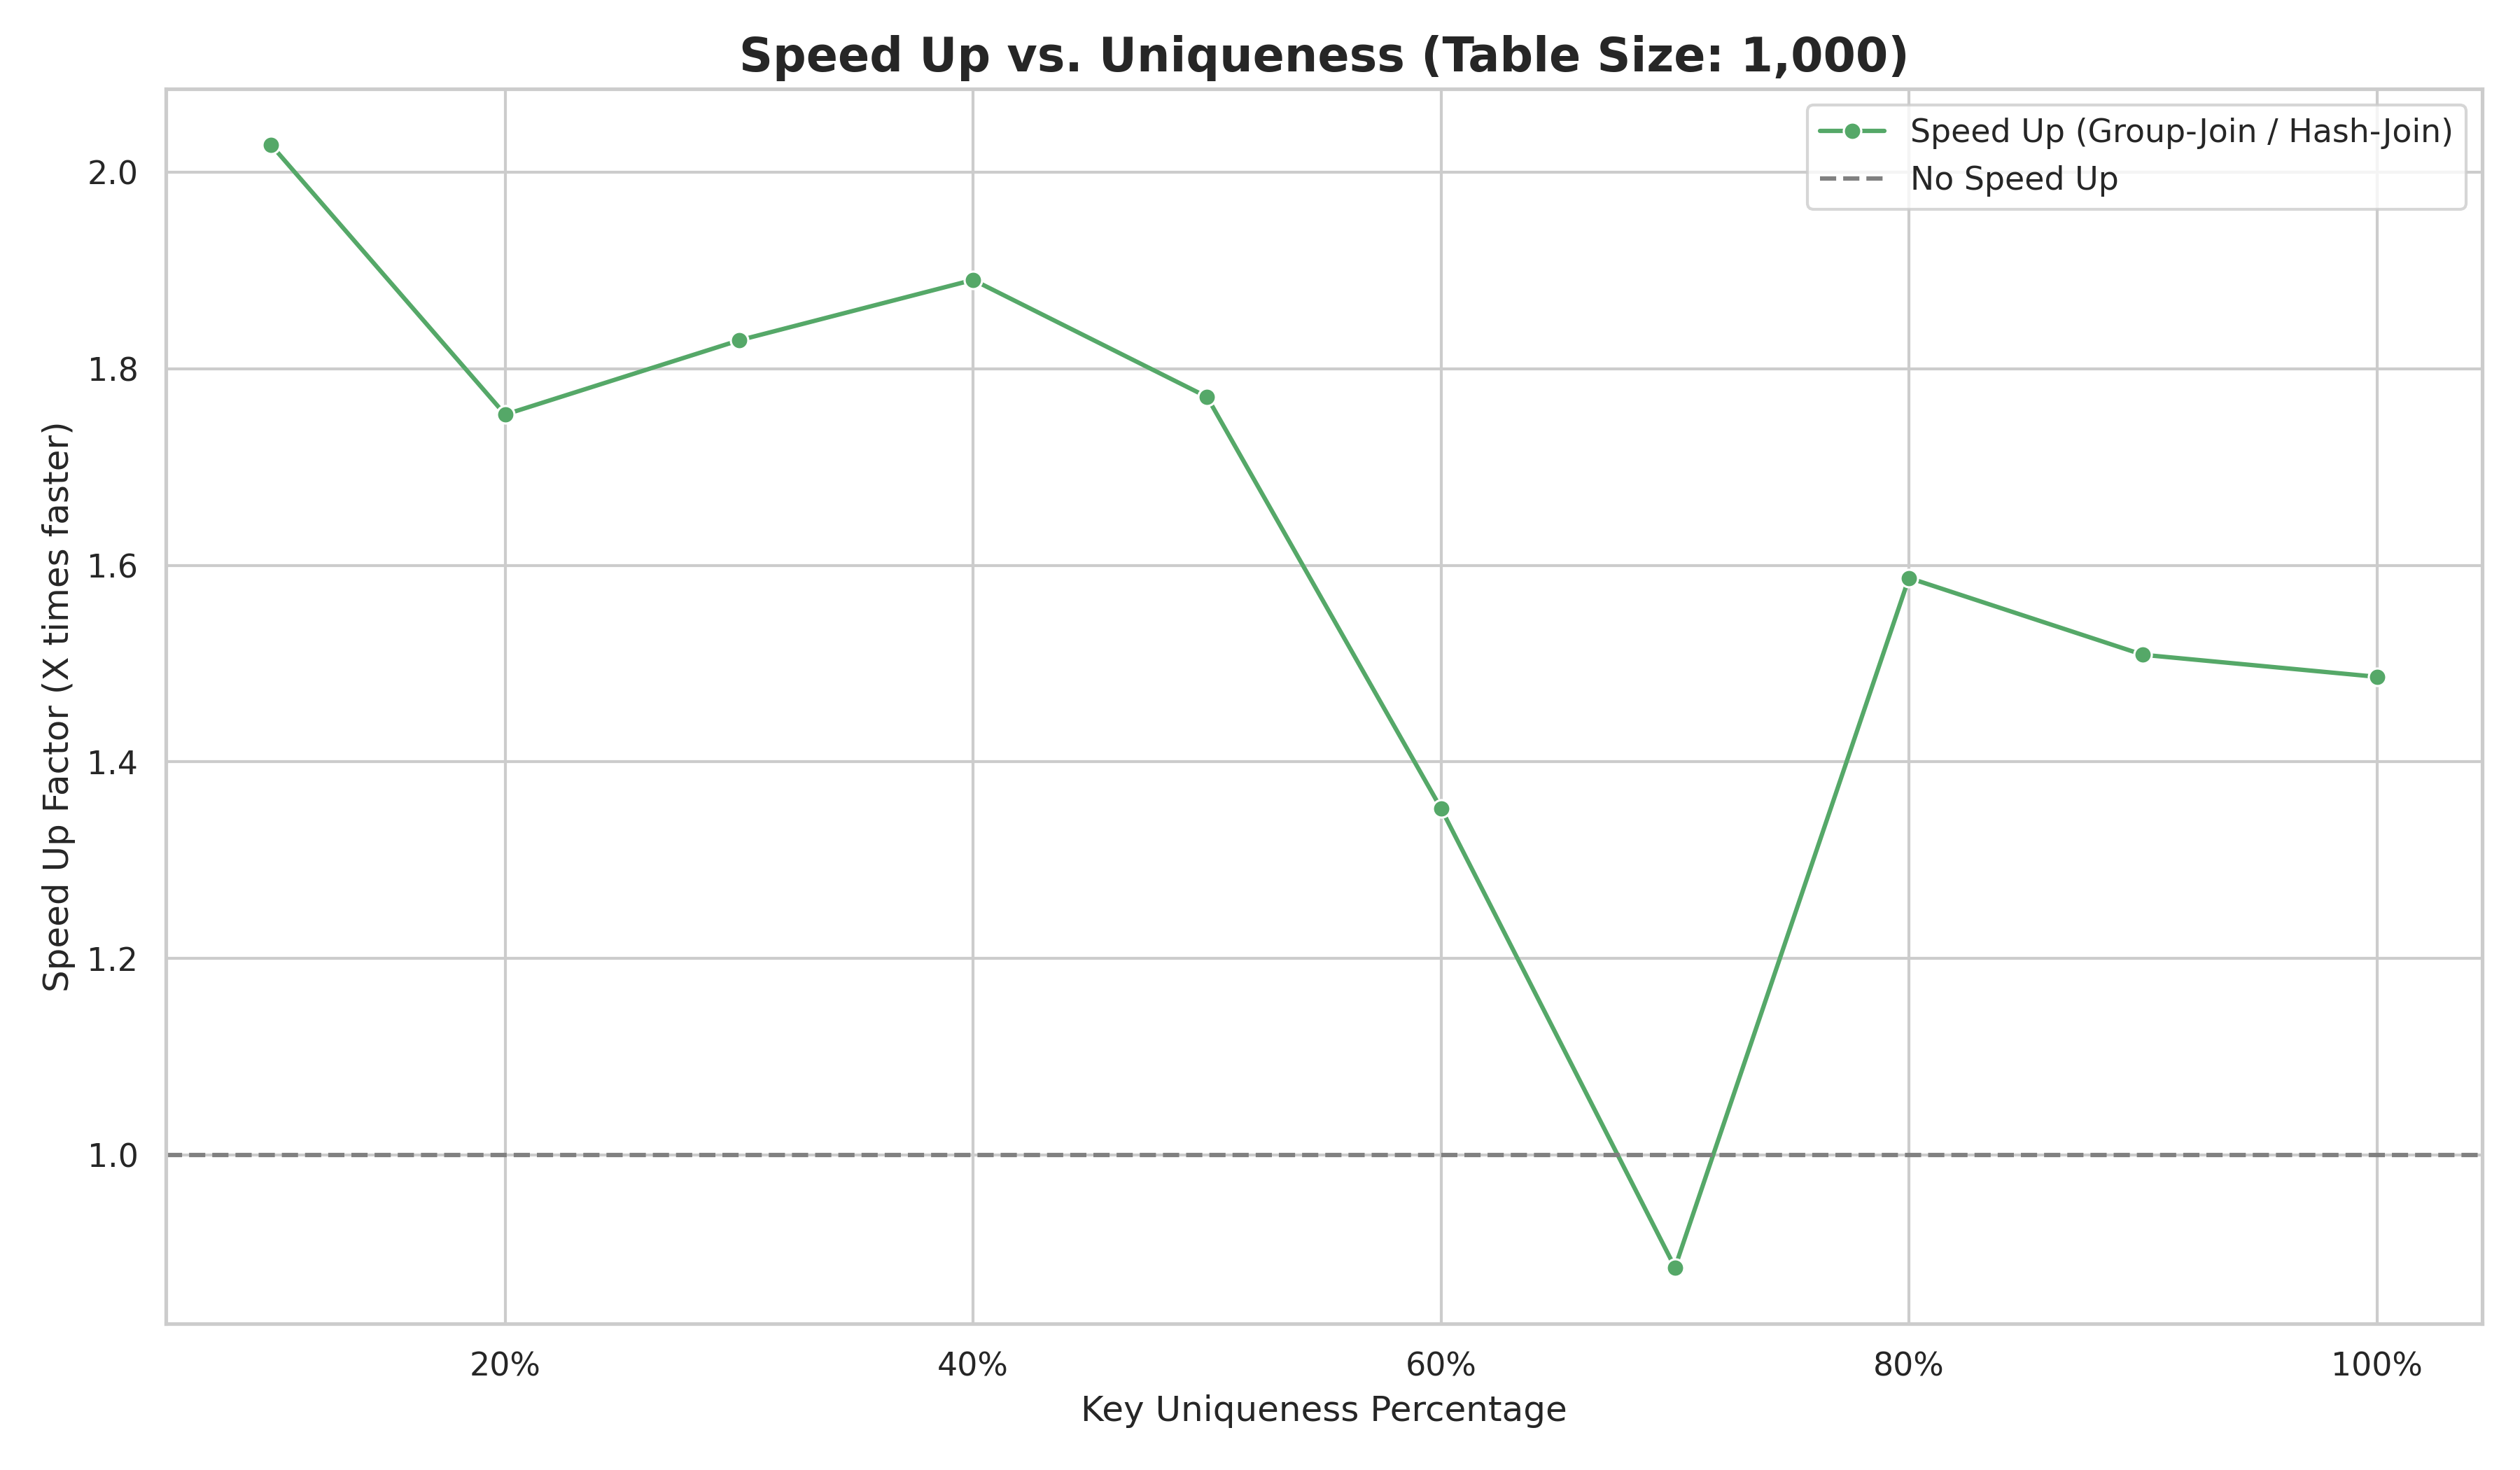 Speed Up vs. Uniqueness (Table Size: 1,000)
Speed Up (Group-Join / Hash-Join)
No Speed Up
Speed Up Factor (X times faster)
2.0
1.8
1.6
1.4
1.2
1.0
20%
40%
60%
80%
100%
Key Uniqueness Percentage